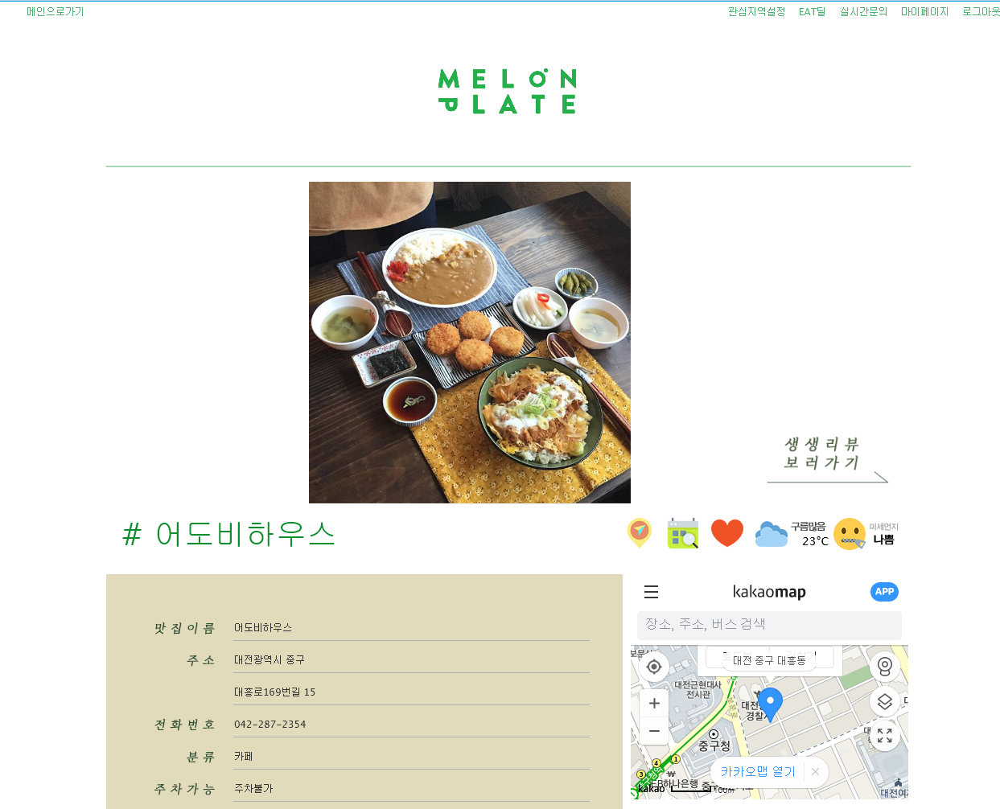 메인으로가기
관심지역설정 EAT딜 실시간문의 마이페이지 로그아웃
MELON
PLATE
생생리뷰
보러가기
# 어도비하우스
구름많음
23℃
미세먼지
나쁨
맛집이름 어도비하우스
주소 대전광역시 중구
대흥로169번길 15
전화번호 042-287-2354
분류 카페
주차가능 주차불가
kakaomap
APP
장소, 주소, 버스 검색
대전 중구 대흥동
대전근현대사
전시관
경찰서
중구청
4
1
3
하나은행
카카오맵 열기
kakao